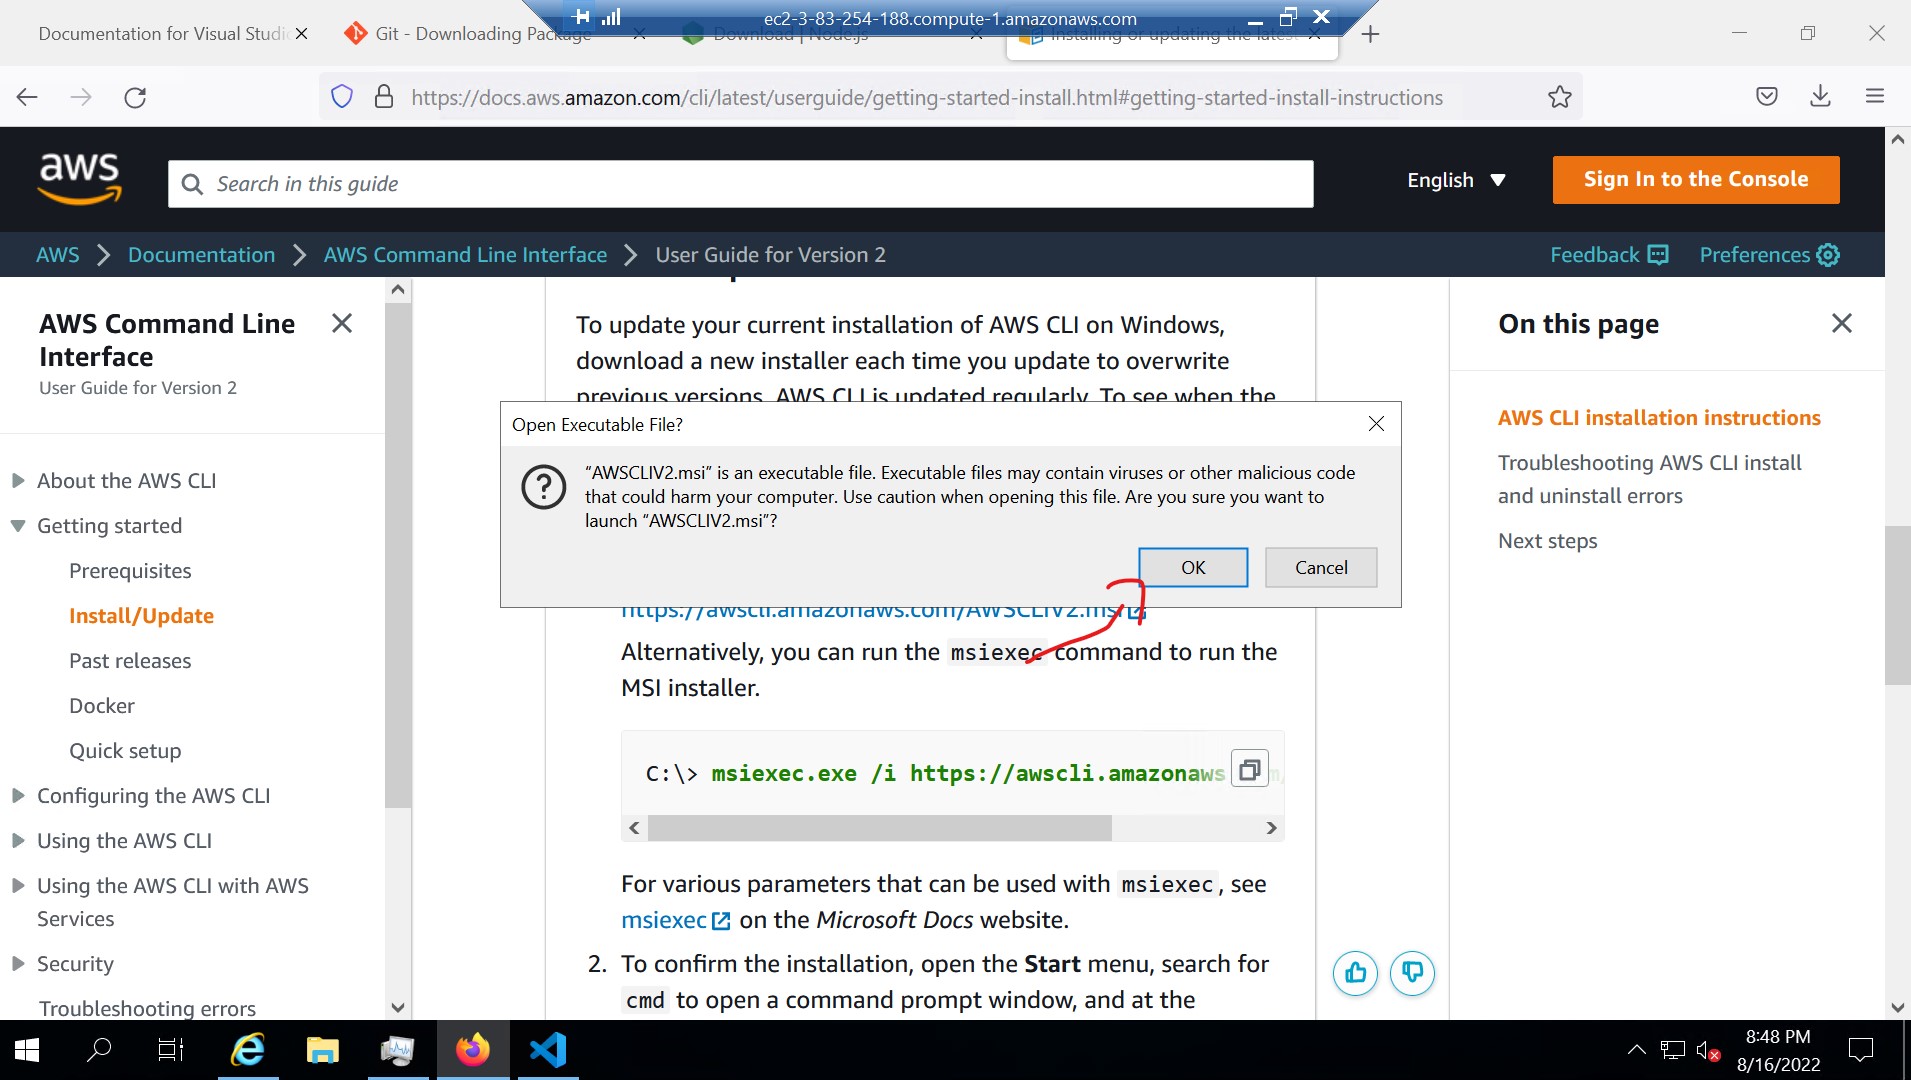 ec2-3-83-254-188.compute-1.amazonaws.com
Documentation for Visual Studio
Git - Downloading Package
Download | Node.js
Installing or updating the latest
https://docs.aws.amazon.com/cli/latest/userguide/getting-started-install.html#getting-started-install-instructions
aws
Search in this guide
English
Sign In to the Console
AWS
Documentation
AWS Command Line Interface
User Guide for Version 2
Feedback
Preferences
AWS Command Line
Interface
User Guide for Version 2
About the AWS CLI
Getting started
Prerequisites
Install/Update
Past releases
Docker
Quick setup
Configuring the AWS CLI
Using the AWS CLI
Using the AWS CLI with AWS
Services
Security
Troubleshooting errors
To update your current installation of AWS CLI on Windows,
download a new installer each time you update to overwrite
previous versions. AWS CLI is updated regularly. To see when the
Open Executable File?
“AWSCLIV2.msi” is an executable file. Executable files may contain viruses or other malicious code
that could harm your computer. Use caution when opening this file. Are you sure you want to
launch “AWSCLIV2.msi”?
OK
Cancel
https://awscli.amazonaws.com/AWSCLIV2.msi
Alternatively, you can run the msiexec command to run the
MSI installer.
C:\> msiexec.exe /i https://awscli.amazonaws
For various parameters that can be used with msiexec, see
msiexec on the Microsoft Docs website.
2. To confirm the installation, open the Start menu, search for
cmd to open a command prompt window, and at the
On this page
AWS CLI installation instructions
Troubleshooting AWS CLI install
and uninstall errors
Next steps
8:48 PM
8/16/2022